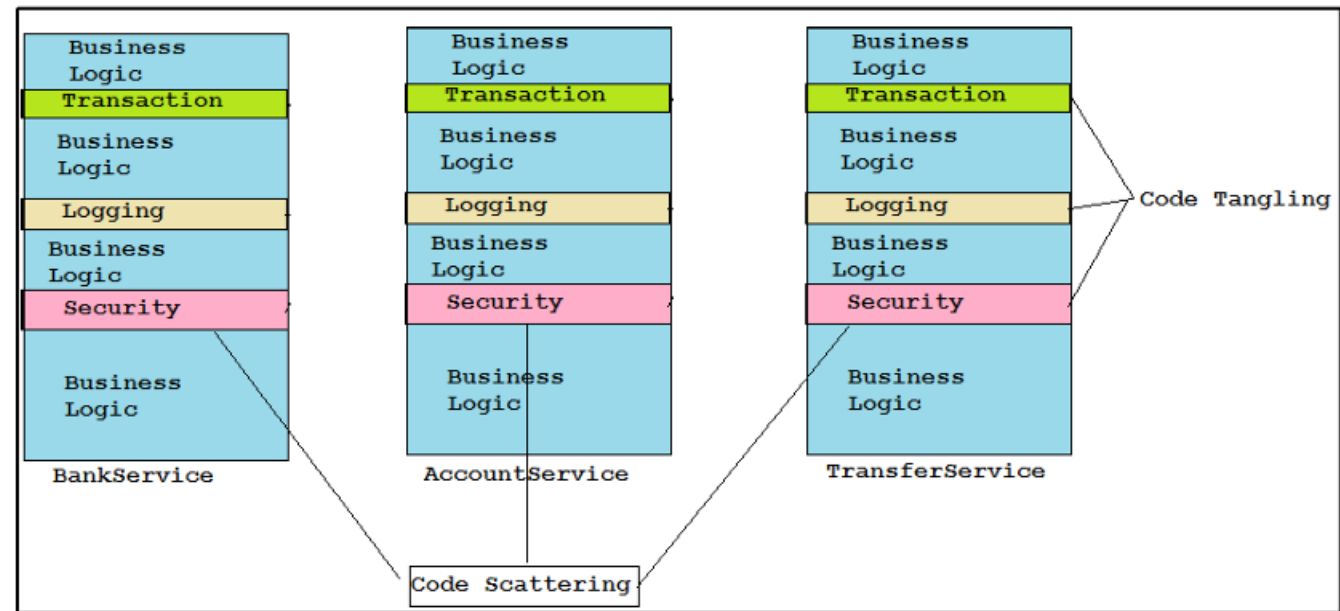 Business
Logic
Transaction
Business
Logic
Logging
Business
Logic
Security
Business
Logic
BankService
Business
Logic
Transaction
Business
Logic
Logging
Business
Logic
Security
Business
Logic
AccountService
Business
Logic
Transaction
Business
Logic
Logging
Business
Logic
Security
Business
Logic
TransferService
Code Tangling
Code Scattering